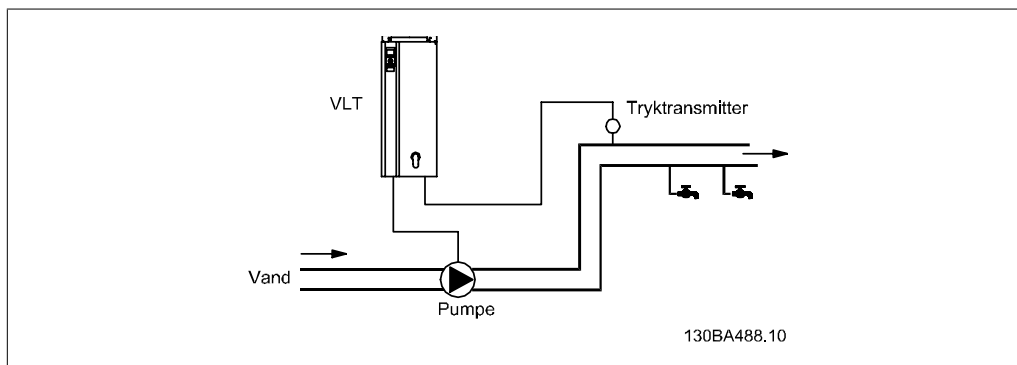 VLT
Tryktransmitter
Vand
Pumpe
130BA488.10